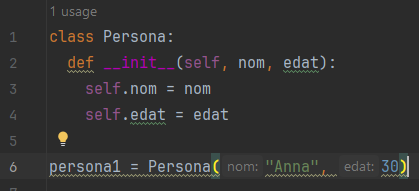 1 usage
1 class Persona:
2 def __init__(self, nom, edat):
3 self.nom = nom
4 self.edat = edat
5
6 persona1 = Persona( nom: "Anna", edat: 30)
7